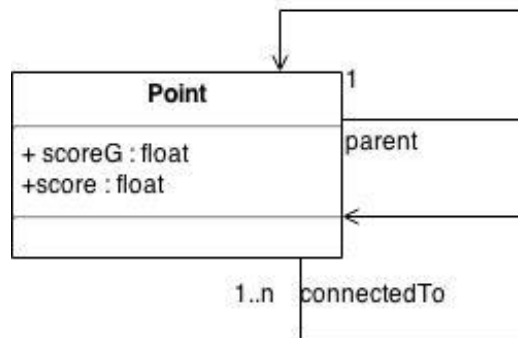 1
Point
parent
+ scoreG : float
+score : float
1..n connectedTo